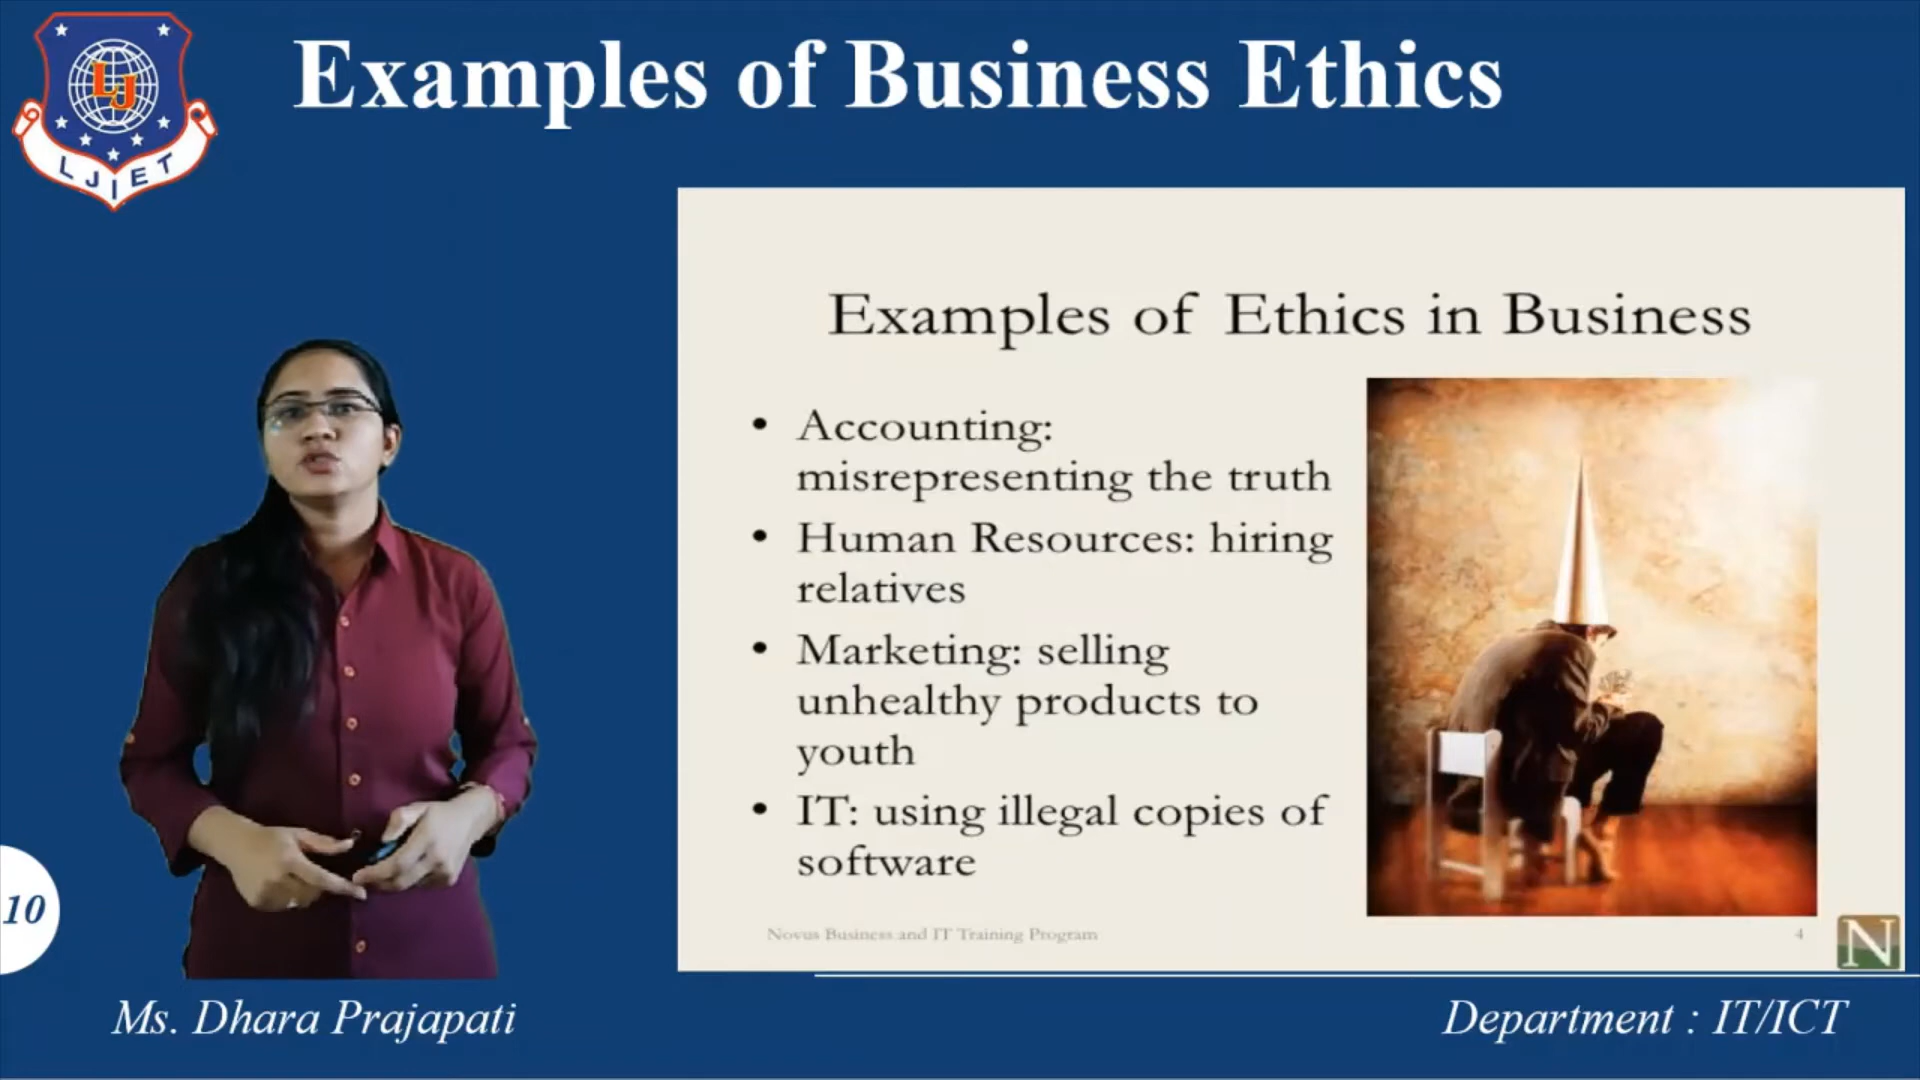 Examples of Business Ethics
LJ
LJIET
Examples of Ethics in Business
• Accounting:
misrepresenting the truth
• Human Resources: hiring
relatives
• Marketing: selling
unhealthy products to
youth
• IT: using illegal copies of
software
Novus Business and IT Training Program
4
N
10
Ms. Dhara Prajapati
Department : IT/ICT